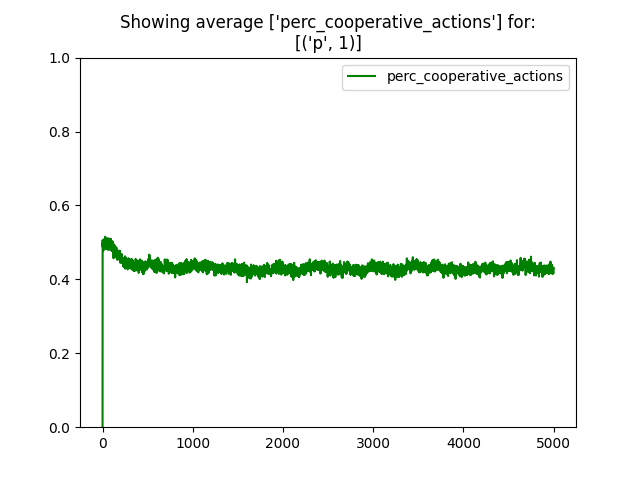 Showing average ['perc_cooperative_actions'] for:
[('p', 1)]
perc_cooperative_actions
1.0
0.8
0.6
0.4
0.2
0.0
0 1000 2000 3000 4000 5000